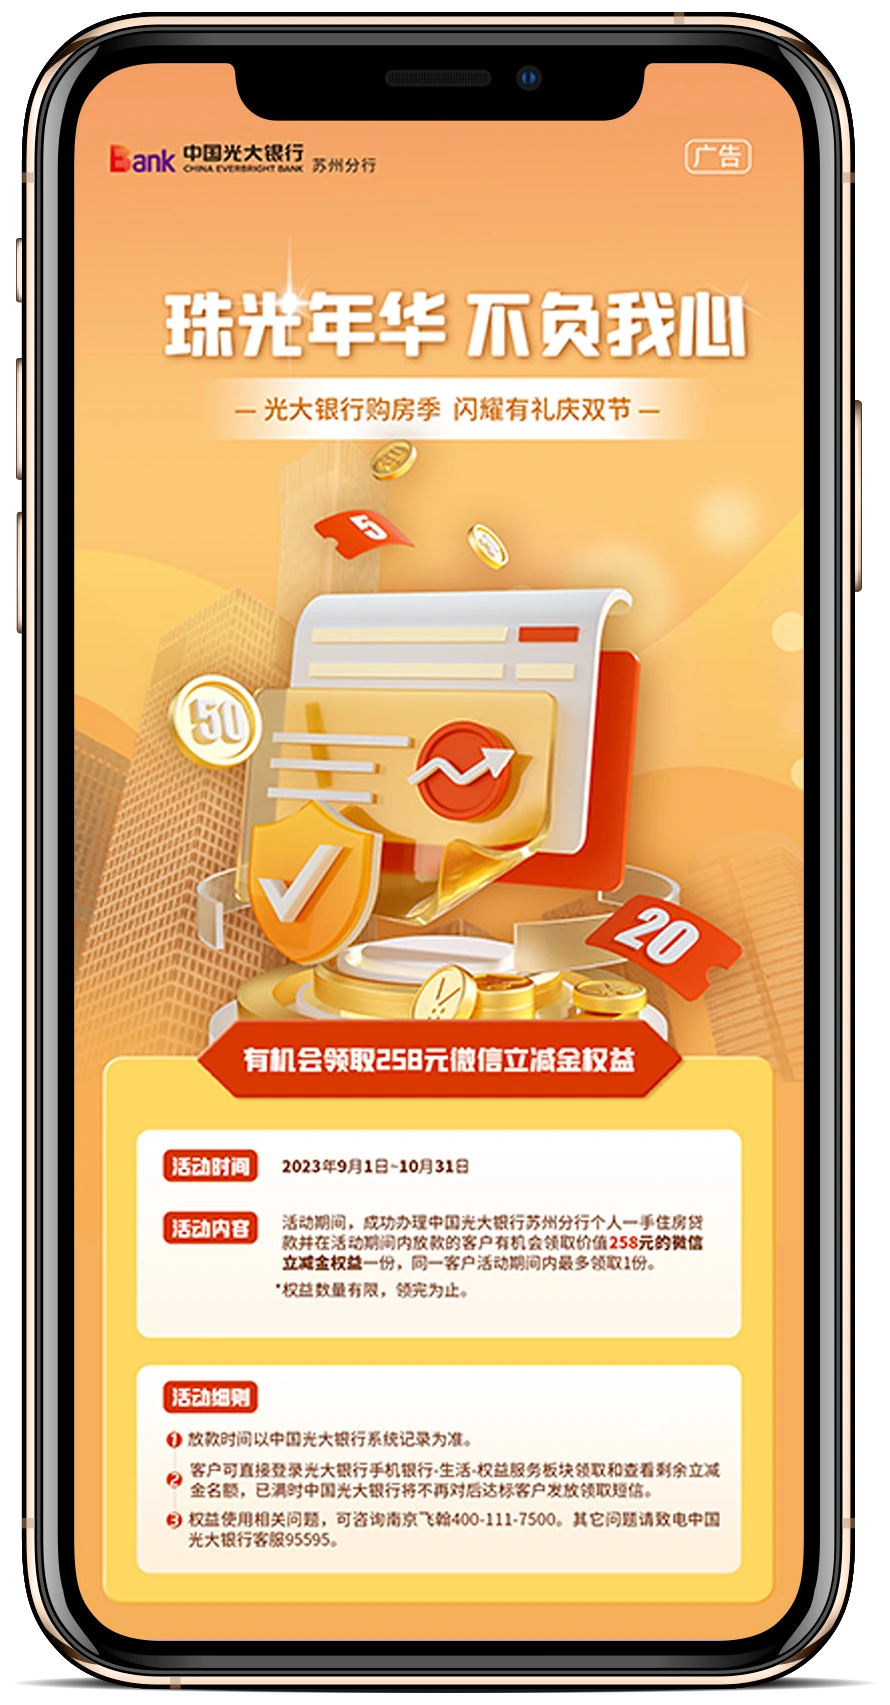 Bank 中国光大银行 苏州分行
CHINA EVERBRIGHT BANK
广告
珠光年华 不负我心
— 光大银行购房季 闪耀有礼庆双节 —
5
50
20
有机会领取258元微信立减金权益
活动时间 2023年9月1日~10月31日
活动内容 活动期间，成功办理中国光大银行苏州分行个人一手住房贷
款并在活动期间内放款的客户有机会领取价值258元的微信
立减金权益一份，同一客户活动期间内最多领取1份。
*权益数量有限，领完为止。
活动细则
1 放款时间以中国光大银行系统记录为准。
2 客户可直接登录光大银行手机银行-生活-权益服务板块领取和查看剩余立减
金名额，已满时中国光大银行将不再对后达标客户发放领取短信。
3 权益使用相关问题，可咨询南京飞翰400-111-7500。其它问题请致电中国
光大银行客服95595。